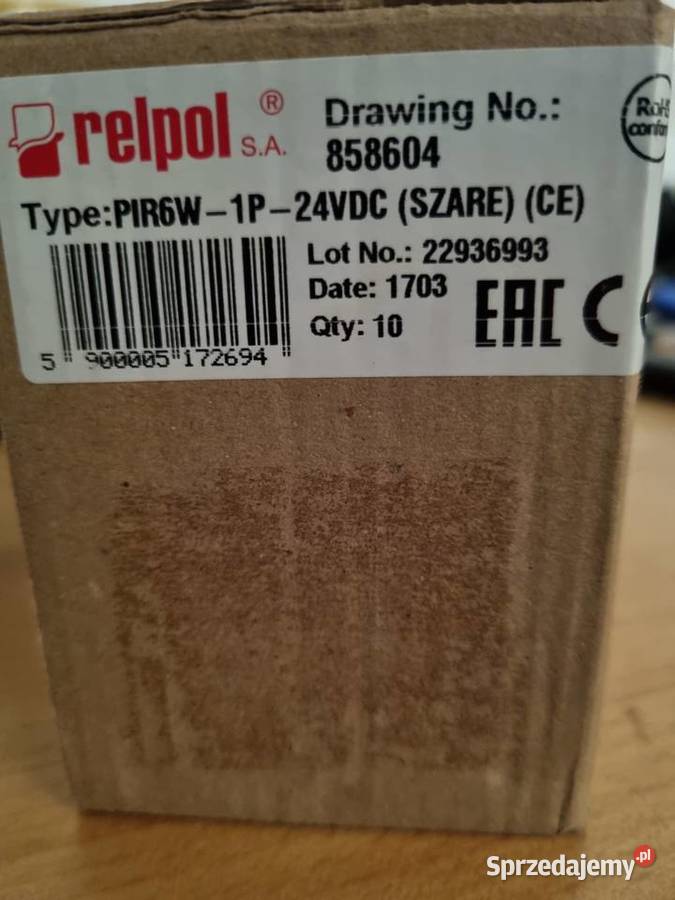 relpol ® S.A.
Drawing No.:
858604
RoHS
Type:PIR6W-1P-24VDC (SZARE) (CE)
Lot No.: 22936993
Date: 1703
Qty: 10
EAC C
5 900005 172694
Sprzedajemy.pl